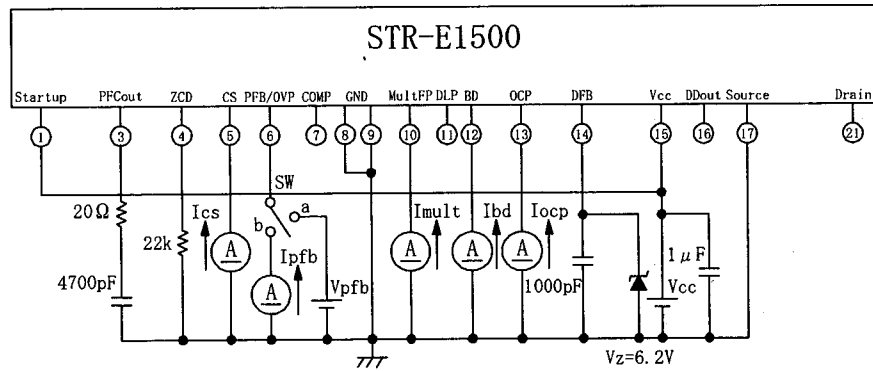 STR-E1500
Startup PFCout ZCD CS PFB/OVP COMP GND MultFP DLP BD OCP DFB Vcc DDout Source Drain
1 3 4 5 6 7 8 9 10 11 12 13 14 15 16 17 21
SW
20Ω Ics b a Imult Ibd Iocp
22k A Ipfb A A A 1μF
4700pF A Vpfb 1000pF Vcc
Vz=6.2V